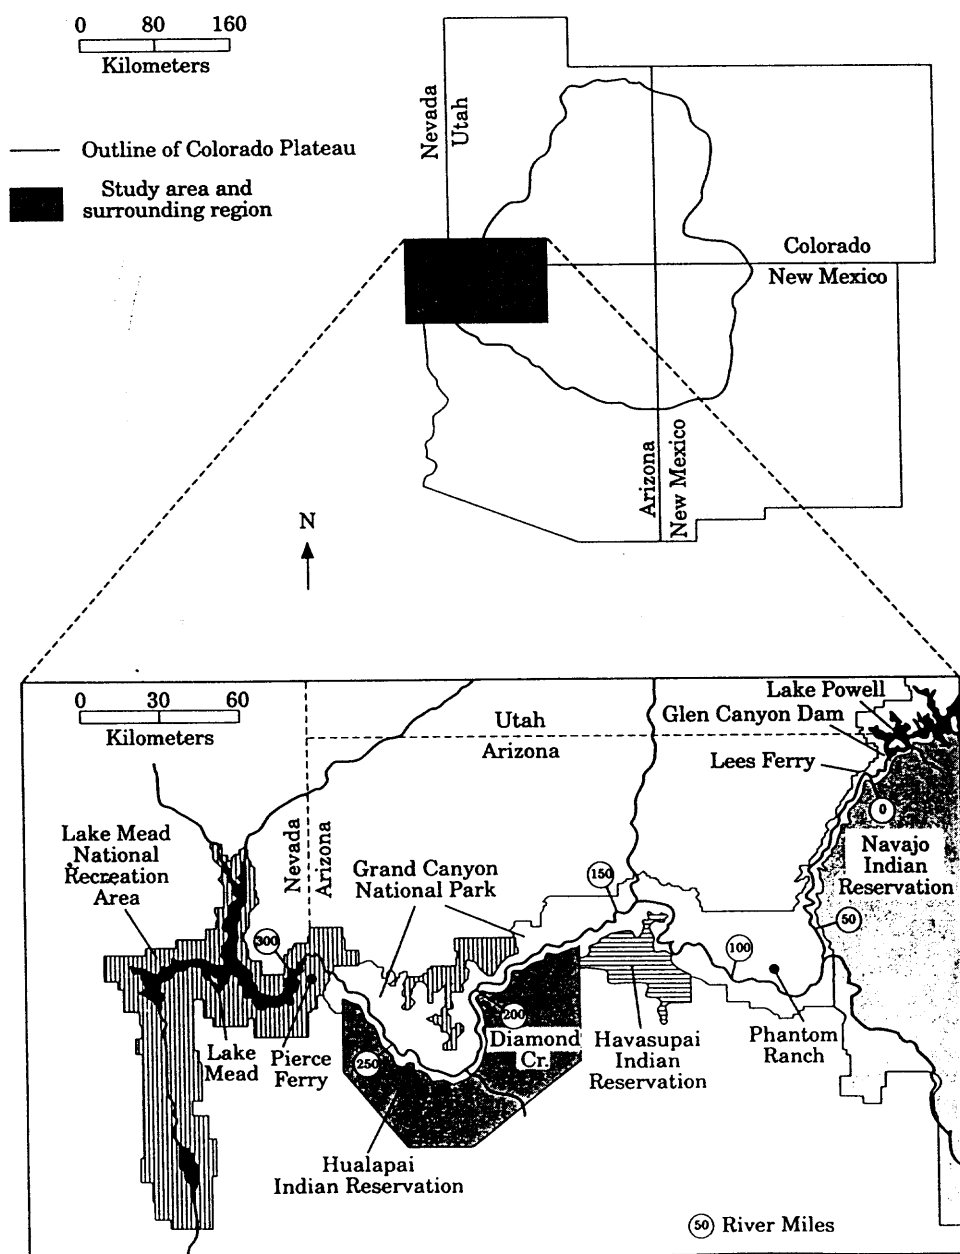 0 80 160
Kilometers
Outline of Colorado Plateau
Study area and
surrounding region
Nevada
Utah
Colorado
New Mexico
Arizona
New Mexico
N
0 30 60
Kilometers
Utah
Arizona
Nevada
Arizona
Lake Powell
Glen Canyon Dam
Lees Ferry
0
Navajo
Indian
Reservation
50
Lake Mead
National
Recreation
Area
Grand Canyon
National Park
150
100
300
200
250
Lake
Mead
Pierce
Ferry
Diamond
Cr.
Havasupai
Indian
Reservation
Phantom
Ranch
Hualapai
Indian Reservation
50 River Miles